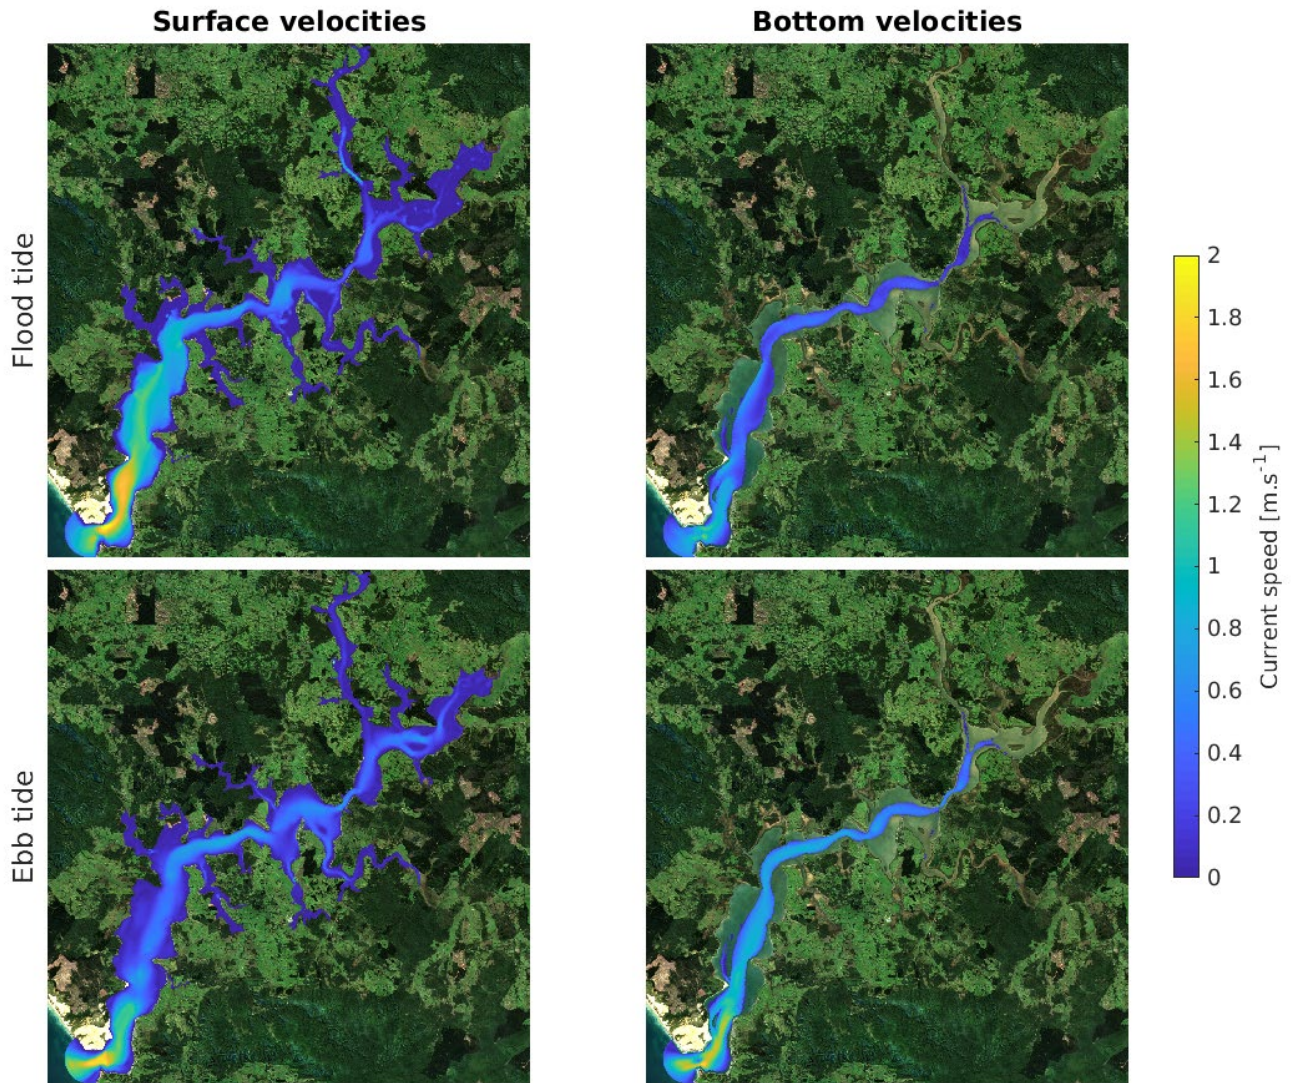 Surface velocities
Bottom velocities
Flood tide
Ebb tide
2
1.8
1.6
1.4
1.2
1
0.8
0.6
0.4
0.2
0
Current speed [m.s⁻¹]